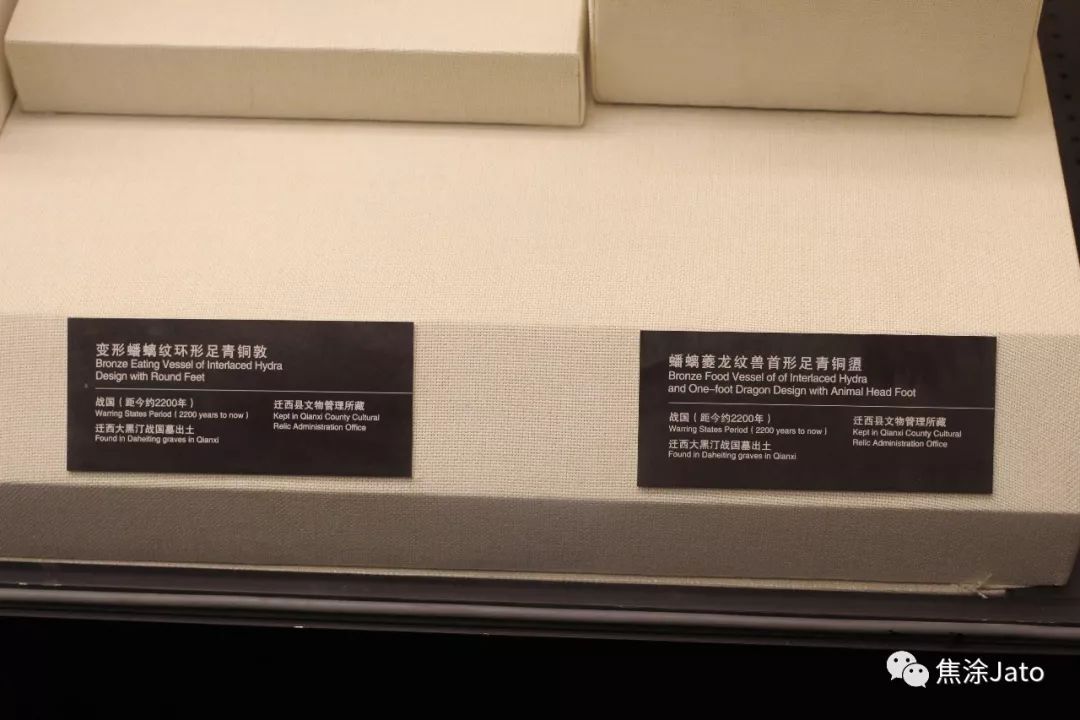 变形蟠螭纹环形足青铜敦
Bronze Eating Vessel of Interlaced Hydra
Design with Round Feet
战国（距今约2200年）
Warring States Period ( 2200 years to now )
迁西大黑汀战国墓出土
Found in Daheiting graves in Qianxi
迁西县文物管理所藏
Kept in Qianxi County Cultural
Relic Administration Office
蟠螭夔龙纹兽首形足青铜盨
Bronze Food Vessel of of Interlaced Hydra
and One-foot Dragon Design with Animal Head Foot
战国（距今约2200年）
Warring States Period ( 2200 years to now )
迁西大黑汀战国墓出土
Found in Daheiting graves in Qianxi
迁西县文物管理所藏
Kept in Qianxi County Cultural
Relic Administration Office
焦涂Jato